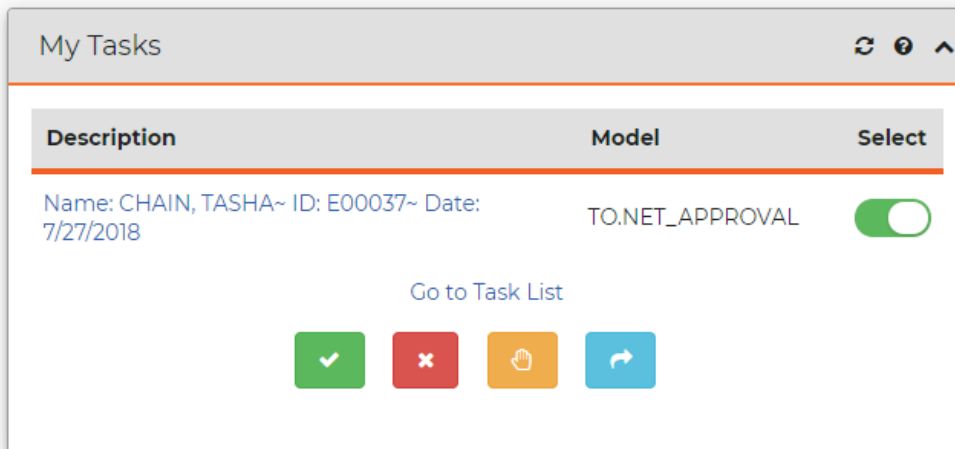 My Tasks
Description Model Select
Name: CHAIN, TASHA~ ID: E00037~ Date:
7/27/2018 TO.NET_APPROVAL
Go to Task List